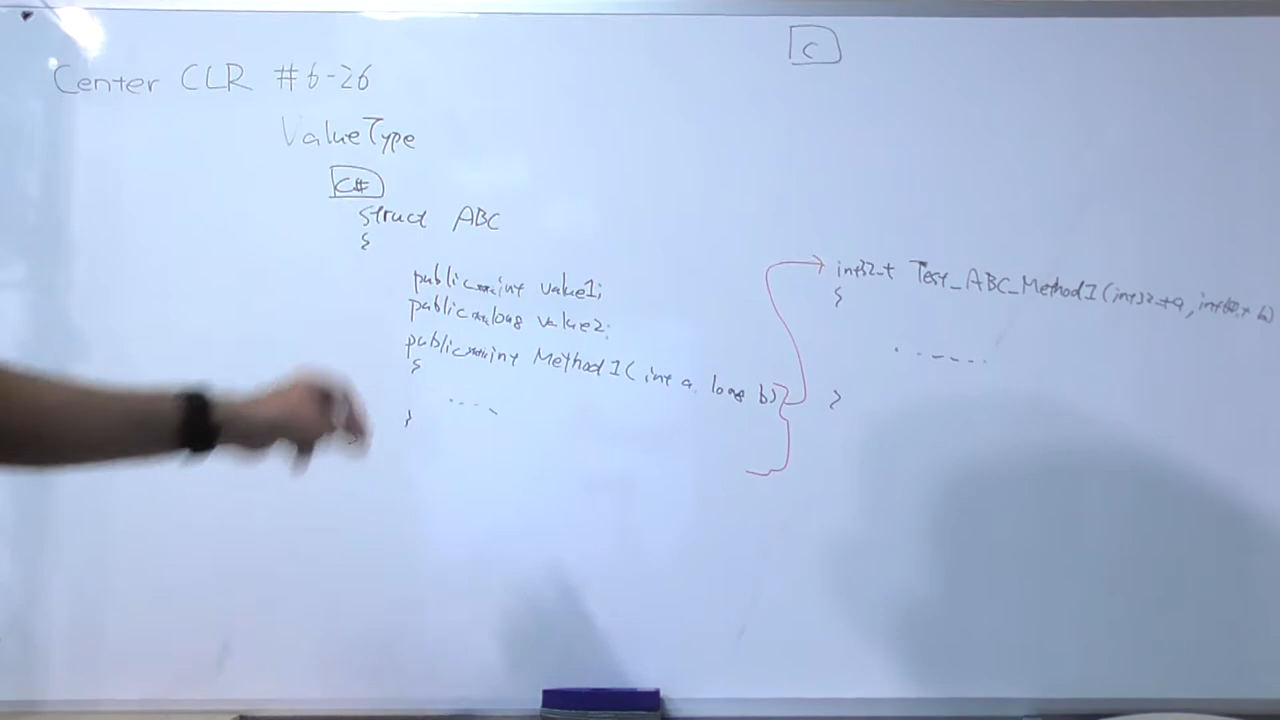 Center CLR #6-26
ValueType
C#
struct ABC
{
public int value1;
public long value2;
public int Method1(int a, long b)
{
.....
}
C
int32_t Test_ABC_Method1(int32_t a, int64_t b)
{
......
}